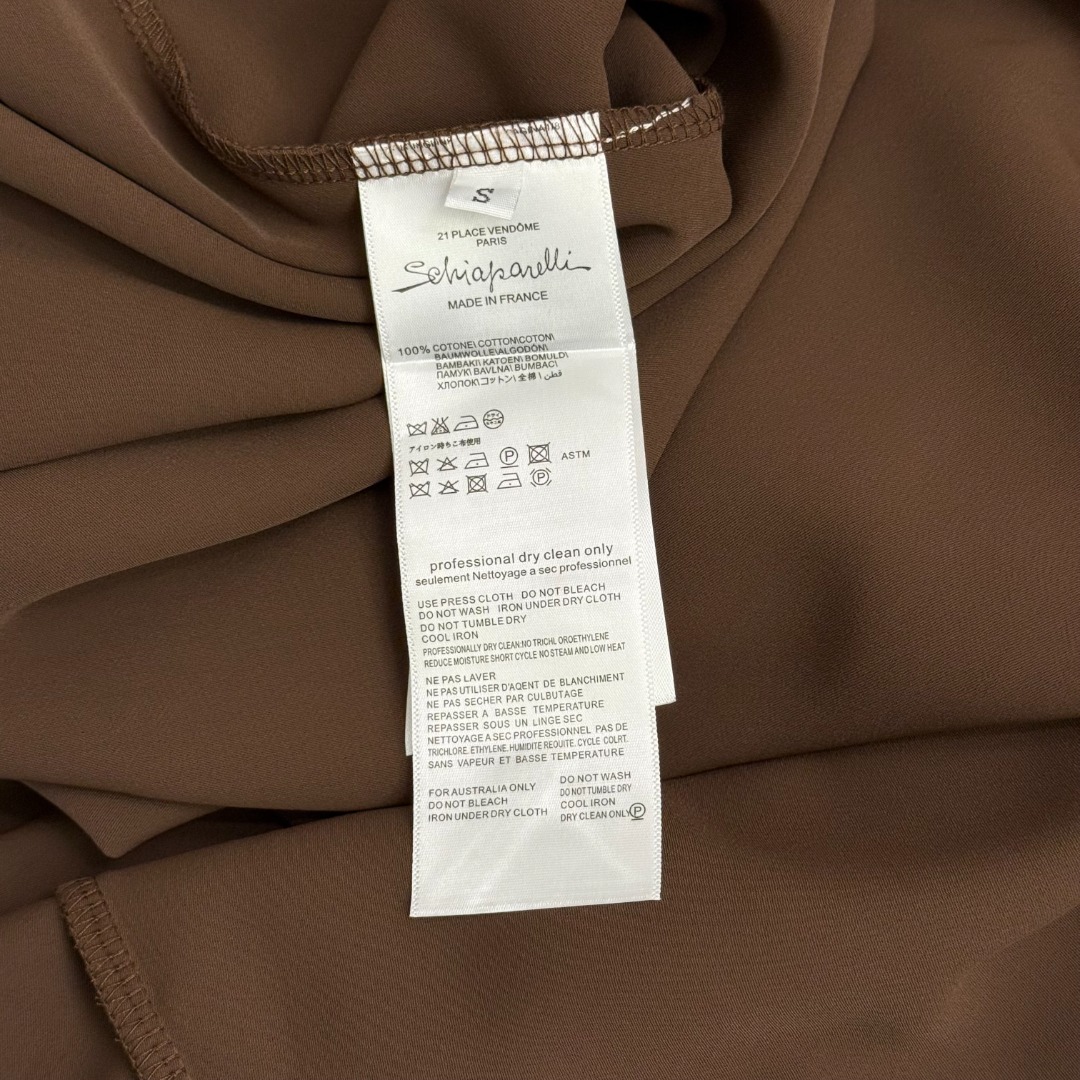 S
21 PLACE VENDÔME
PARIS
Schiaparelli
MADE IN FRANCE
100% COTONE\ COTTON\ COTON\
BAUMWOLLE\ALGODÓN\
BAMBAKI\ KATOEN\ BOMULD\
ПАМУК\ BAVLNA\ BUMBAC\
ХЛОПОК\コットン\ 全棉 \ قطن
アイロン時ちこ布使用
P ASTM
P
professional dry clean only
seulement Nettoyage a sec professionnel
USE PRESS CLOTH DO NOT BLEACH
DO NOT WASH IRON UNDER DRY CLOTH
DO NOT TUMBLE DRY
COOL IRON
PROFESSIONALLY DRY CLEAN:NO TRICHL OROETHYLENE
REDUCE MOISTURE SHORT CYCLE NO STEAM AND LOW HEAT
NE PAS LAVER
NE PAS UTILISER D'AQENT DE BLANCHIMENT
NE PAS SECHER PAR CULBUTAGE
REPASSER A BASSE TEMPERATURE
REPASSER SOUS UN LINGE SEC
NETTOYAGE A SEC PROFESSIONNEL PAS DE
TRICHLORE. ETHYLENE. HUMIDITE REOUITE. CYCLE COLRT.
SANS VAPEUR ET BASSE TEMPERATURE
FOR AUSTRALIA ONLY
DO NOT BLEACH
IRON UNDER DRY CLOTH
DO NOT WASH
DO NOT TUMBLE DRY
COOL IRON
DRY CLEAN ONLY P